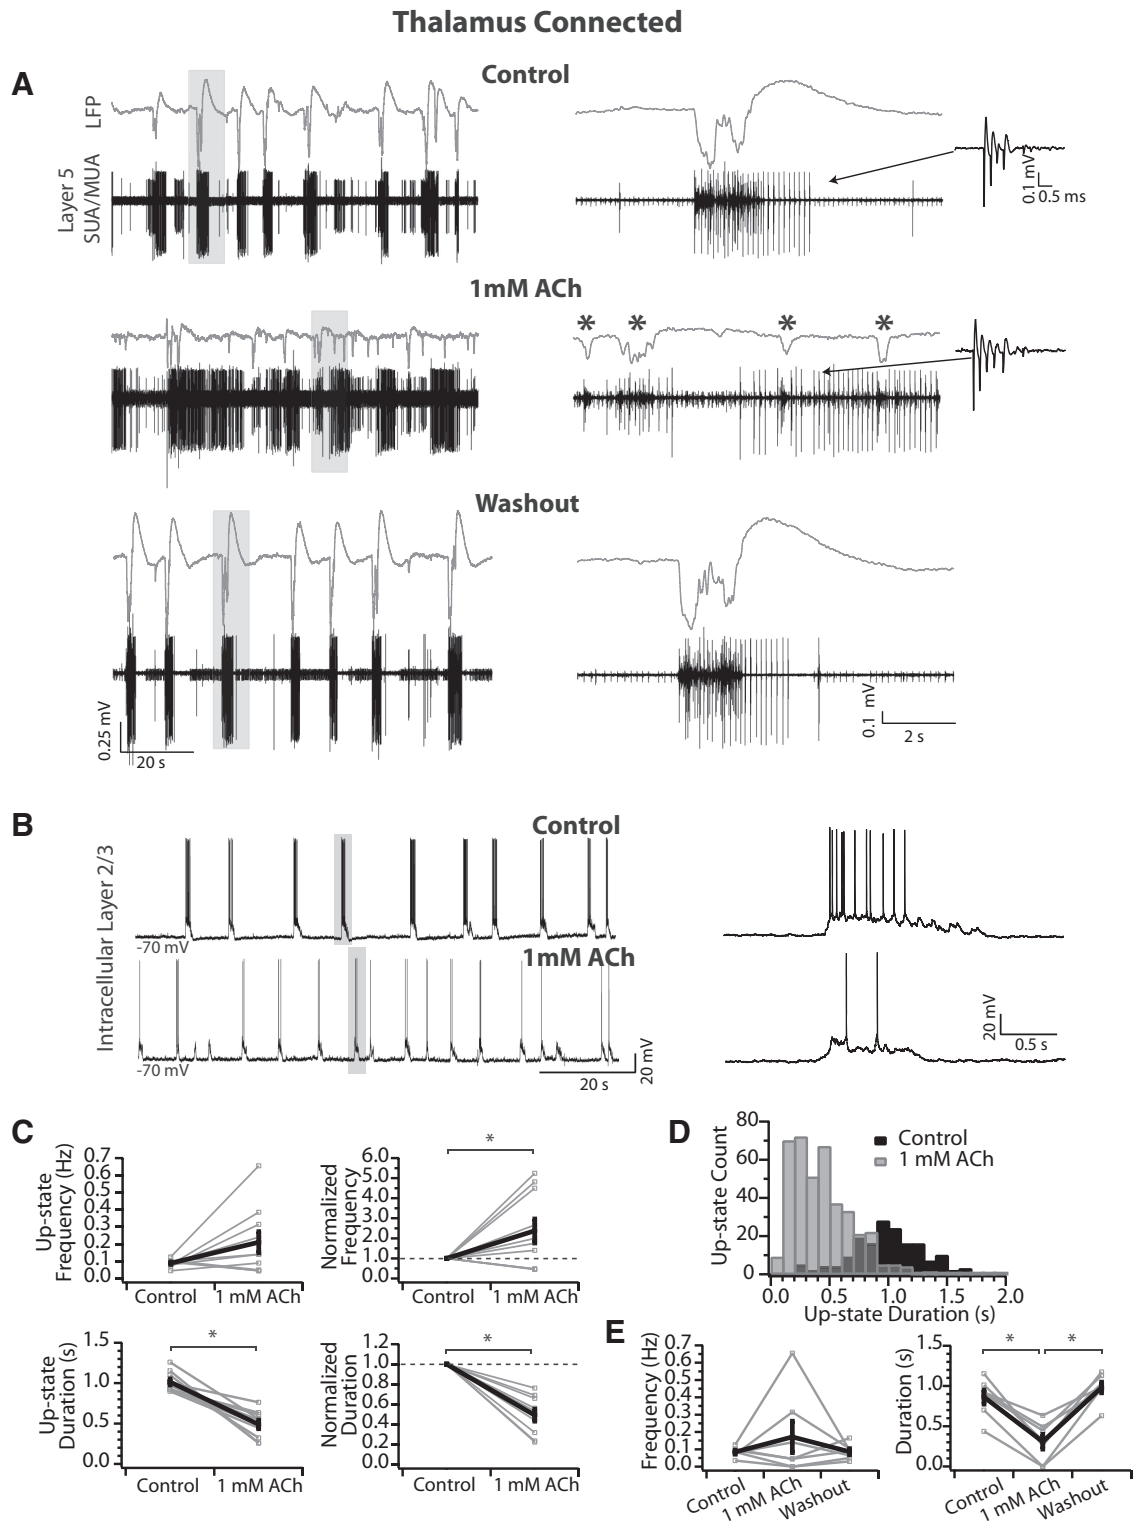 Thalamus Connected
A
Control
LFP
Layer 5
SUA/MUA
0.1 mV
0.5 ms
1mM ACh
*
*
*
*
Washout
0.25 mV
20 s
0.1 mV
2 s
B
Intracellular Layer 2/3
Control
-70 mV
1mM ACh
-70 mV
20 mV
20 s
20 mV
0.5 s
C
Up-state
Frequency (Hz)
0.7
0.6
0.5
0.4
0.3
0.2
0.1
0.0
Control
1 mM ACh
Normalized
Frequency
6.0
5.0
4.0
3.0
2.0
1.0
0.0
*
Control
1 mM ACh
Up-state
Duration (s)
1.5
1.0
0.5
0.0
*
Control
1 mM ACh
Normalized
Duration
1.2
1.0
0.8
0.6
0.4
0.2
0.0
*
Control
1 mM ACh
D
Up-state Count
80
60
40
20
0
Control
1 mM ACh
0.0 0.5 1.0 1.5 2.0
Up-state Duration (s)
E
Frequency (Hz)
0.7
0.6
0.5
0.4
0.3
0.2
0.1
0.0
Control
1 mM ACh
Washout
Duration (s)
1.5
1.0
0.5
0.0
*
*
Control
1 mM ACh
Washout